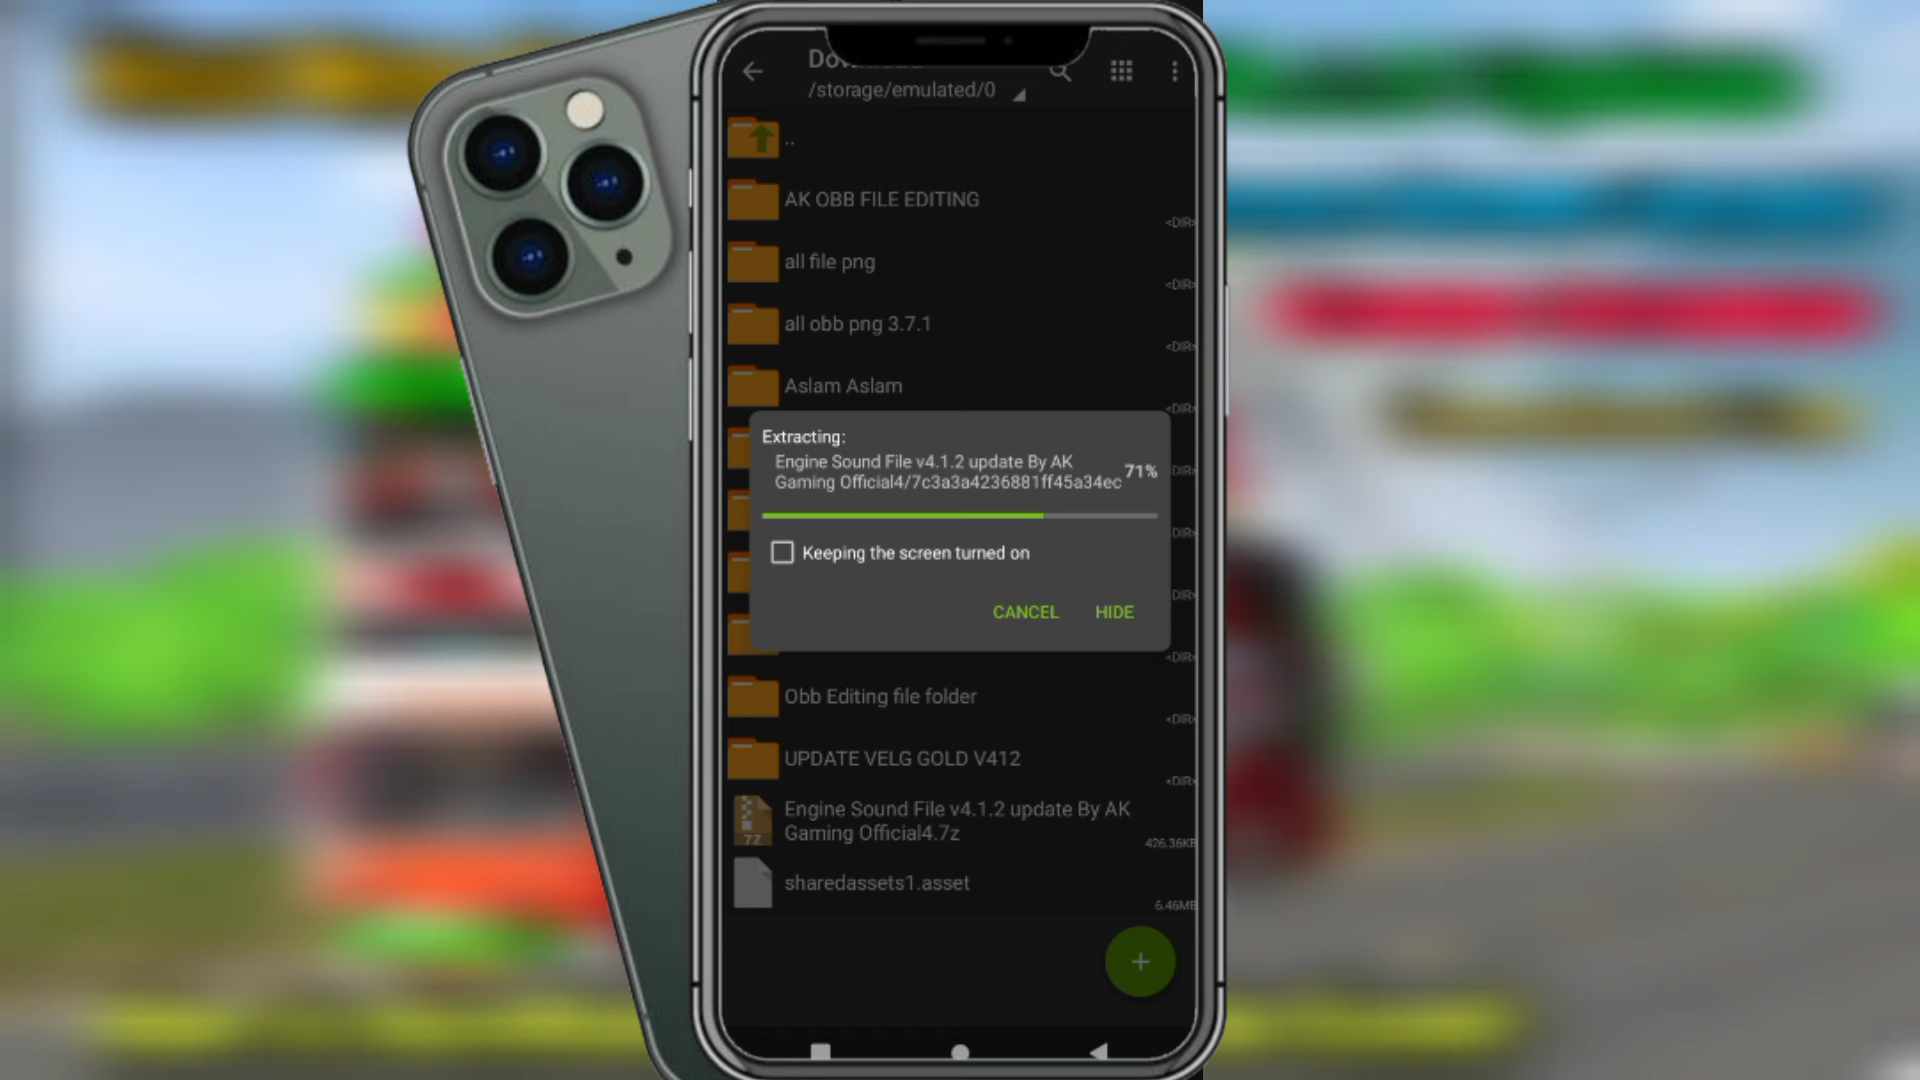 /storage/emulated/0
..
AK OBB FILE EDITING
<DIR>
all file png
<DIR>
all obb png 3.7.1
<DIR>
Aslam Aslam
<DIR>
Extracting:
Engine Sound File v4.1.2 update By AK
Gaming Official4/7c3a3a4236881ff45a34ec
71%
<DIR>
<DIR>
Keeping the screen turned on
<DIR>
CANCEL HIDE
<DIR>
Obb Editing file folder
<DIR>
UPDATE VELG GOLD V412
<DIR>
Engine Sound File v4.1.2 update By AK
Gaming Official4.7z
7Z
426.36KB
sharedassets1.asset
6.46MB